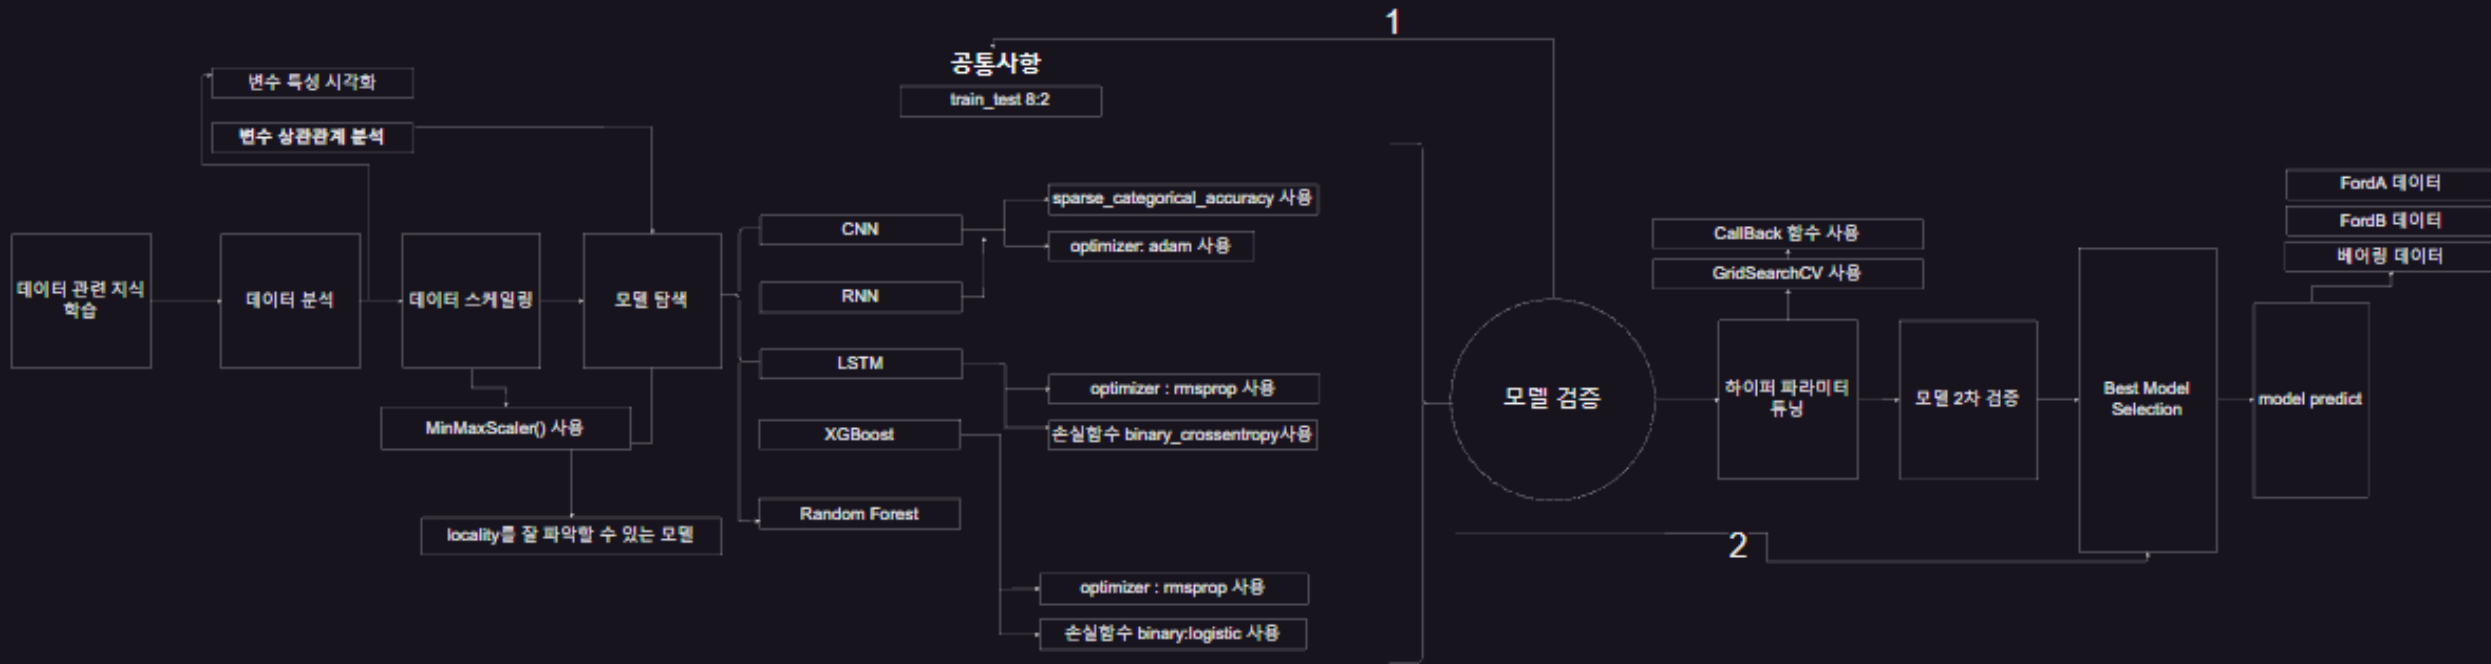 1
공통사항
train_test 8:2
변수 특성 시각화
변수 상관관계 분석
데이터 관련 지식
학습
데이터 분석
데이터 스케일링
모델 탐색
MinMaxScaler() 사용
locality를 잘 파악할 수 있는 모델
CNN
RNN
LSTM
XGBoost
Random Forest
sparse_categorical_accuracy 사용
optimizer: adam 사용
optimizer : rmsprop 사용
손실함수 binary_crossentropy사용
optimizer : rmsprop 사용
손실함수 binary:logistic 사용
모델 검증
CallBack 함수 사용
GridSearchCV 사용
하이퍼 파라미터
튜닝
모델 2차 검증
2
Best Model
Selection
model predict
FordA 데이터
FordB 데이터
베어링 데이터